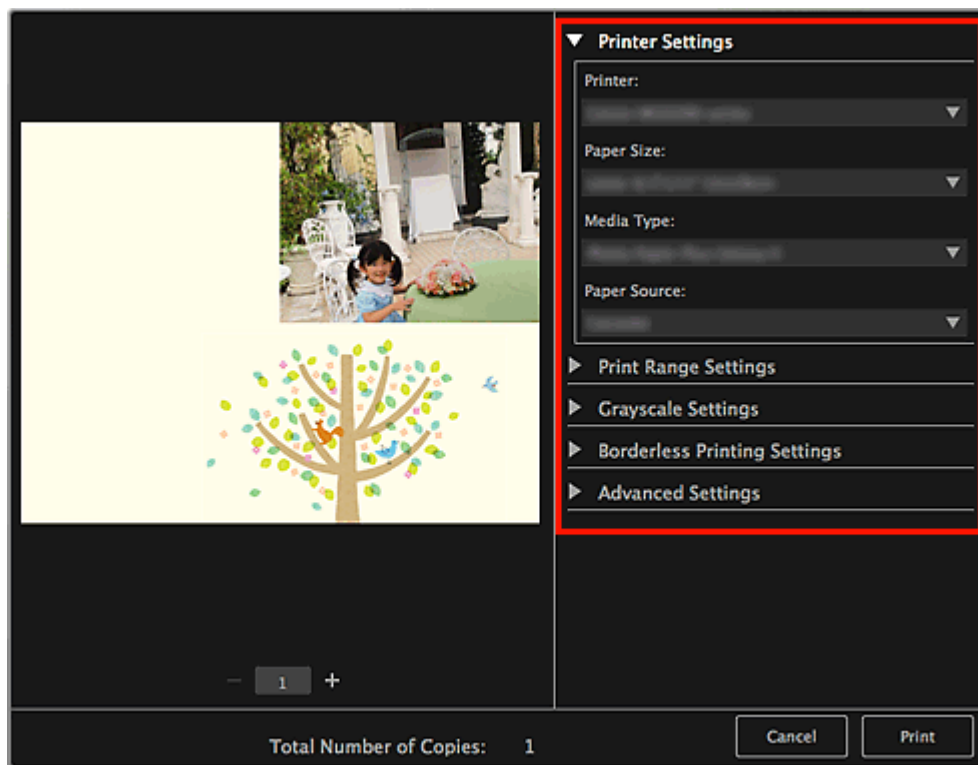 Printer Settings
Printer:
Paper Size:
Media Type:
Paper Source:
Print Range Settings
Grayscale Settings
Borderless Printing Settings
Advanced Settings
1
Total Number of Copies: 1
Cancel
Print